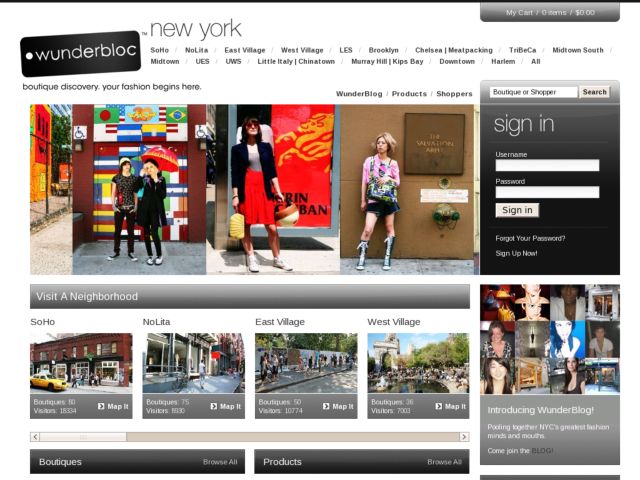 My Cart / 0 items / $0.00
new york
wunderbloc™
SoHo / NoLita / East Village / West Village / LES / Brooklyn / Chelsea | Meatpacking / TriBeCa / Midtown South /
Midtown / UES / UWS / Little Italy | Chinatown / Murray Hill | Kips Bay / Downtown / Harlem / All
boutique discovery. your fashion begins here.
WunderBlog / Products / Shoppers
Boutique or Shopper Search
sign in
Username
Password
Sign in
Forgot Your Password?
Sign Up Now!
THE
SALVATION
ARMY
Visit A Neighborhood
SoHo NoLita East Village West Village
Boutiques: 80 Boutiques: 75 Boutiques: 50 Boutiques: 36
Visitors: 18334 Map It Visitors: 8930 Map It Visitors: 10774 Map It Visitors: 7003 Map It
Introducing WunderBlog!
Pooling together NYC's greatest fashion
minds and mouths.
Come join the BLOG!
Boutiques Browse All Products Browse All